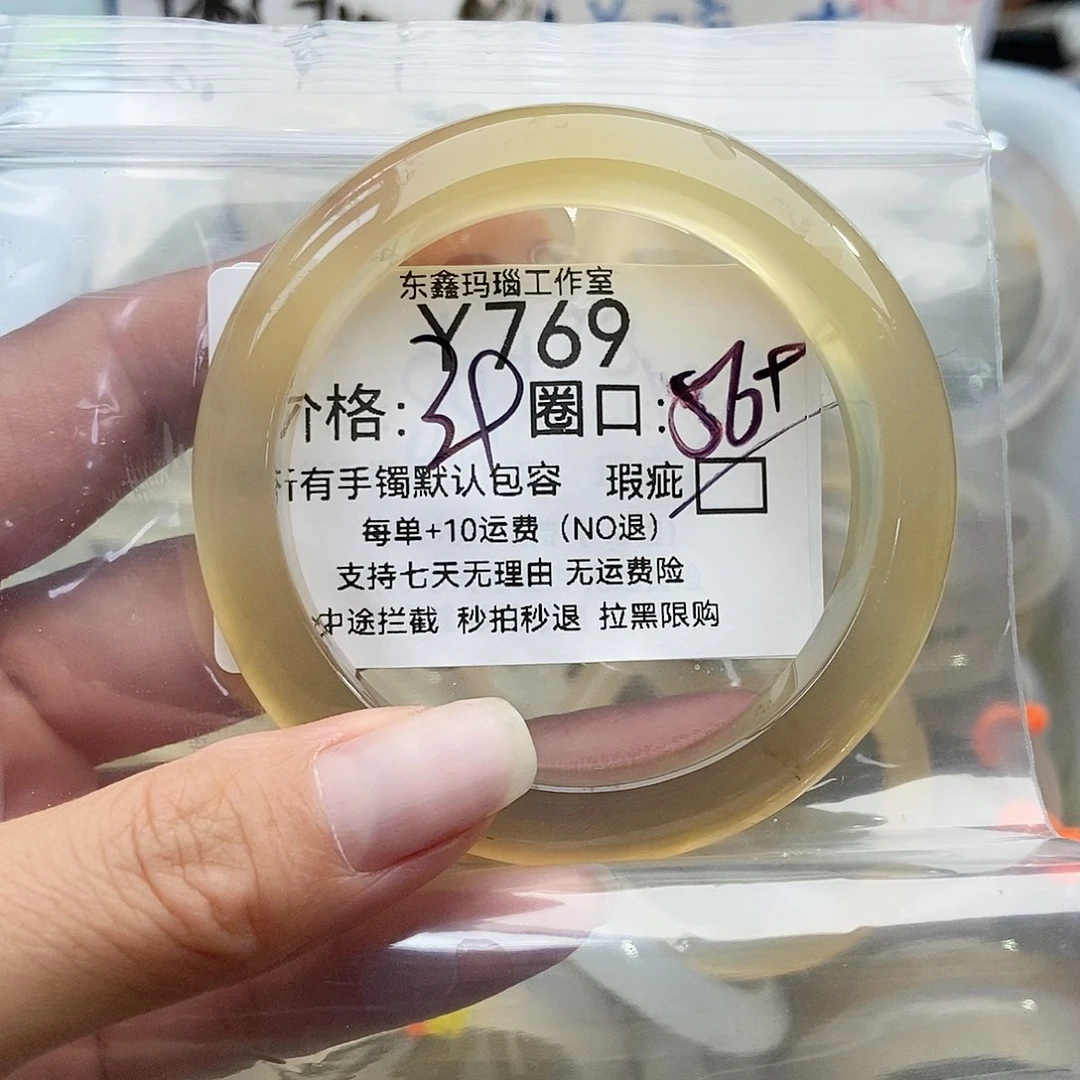 东鑫玛瑙工作室
Y769
价格: 圈口:56+
所有手镯默认包容 瑕疵
每单+10运费（NO退）
支持七天无理由 无运费险
中途拦截 秒拍秒退 拉黑限购